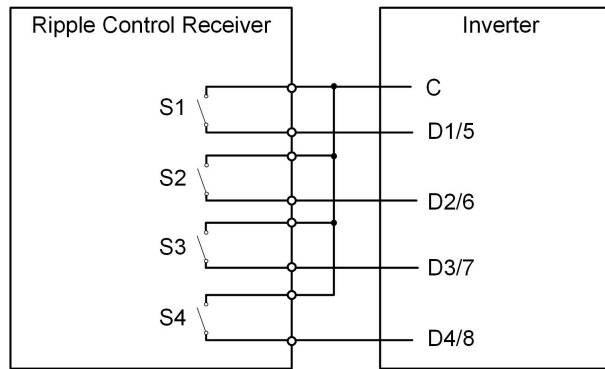 Ripple Control Receiver
Inverter
C
S1
D1/5
S2
D2/6
S3
D3/7
S4
D4/8